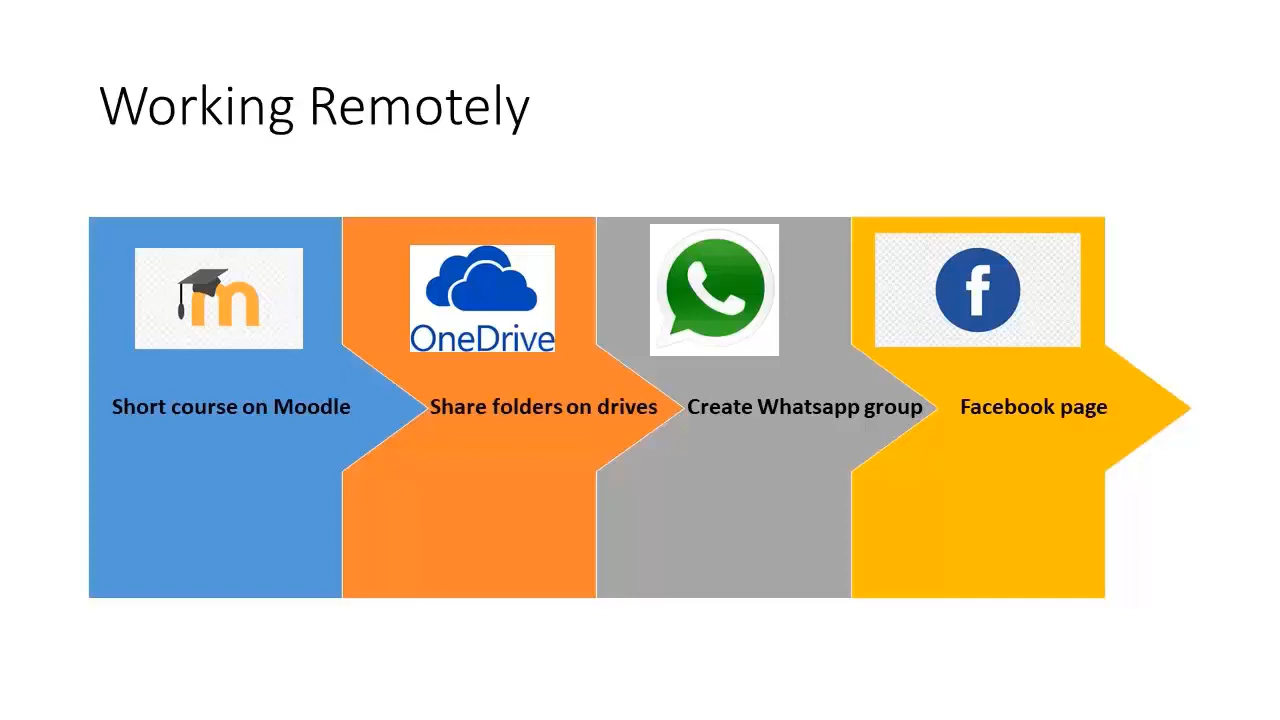 Working Remotely
m
OneDrive
f
Short course on Moodle
Share folders on drives
Create Whatsapp group
Facebook page